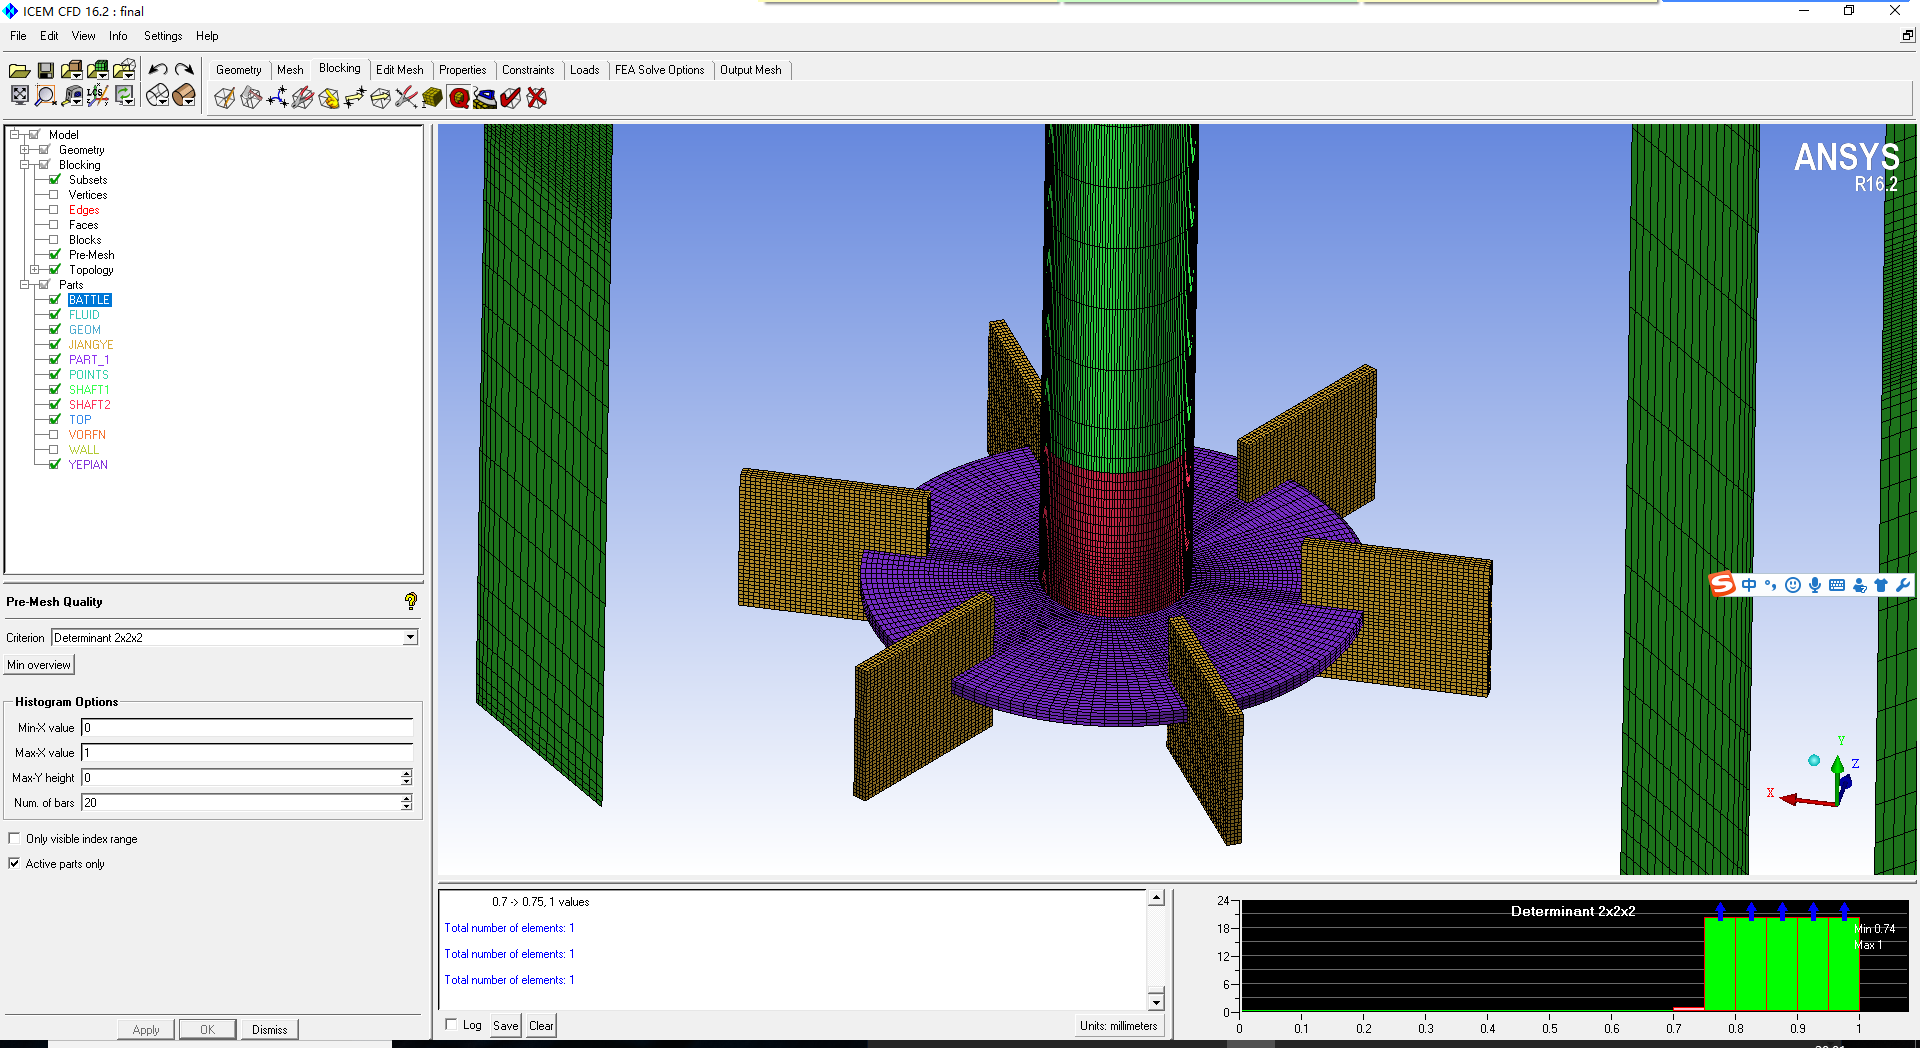 ICEM CFD 16.2 : final
File Edit View Info Settings Help
Geometry Mesh Blocking Edit Mesh Properties Constraints Loads FEA Solve Options Output Mesh
LCS
Model
Geometry
Blocking
Subsets
Vertices
Edges
Faces
Blocks
Pre-Mesh
Topology
Parts
BATTLE
FLUID
GEOM
JIANGYE
PART_1
POINTS
SHAFT1
SHAFT2
TOP
VORFN
WALL
YEPIAN
Pre-Mesh Quality
Criterion Determinant 2x2x2
Min overview
Histogram Options
Min-X value 0
Max-X value 1
Max-Y height 0
Num. of bars 20
Only visible index range
Active parts only
Apply OK Dismiss
ANSYS
R16.2
S 中
Y
Z
X
0.7 -> 0.75, 1 values
Total number of elements: 1
Total number of elements: 1
Total number of elements: 1
Log Save Clear
Units: millimeters
Determinant 2x2x2
Min 0.74
Max 1
24
18
12
6
0
0 0.1 0.2 0.3 0.4 0.5 0.6 0.7 0.8 0.9 1